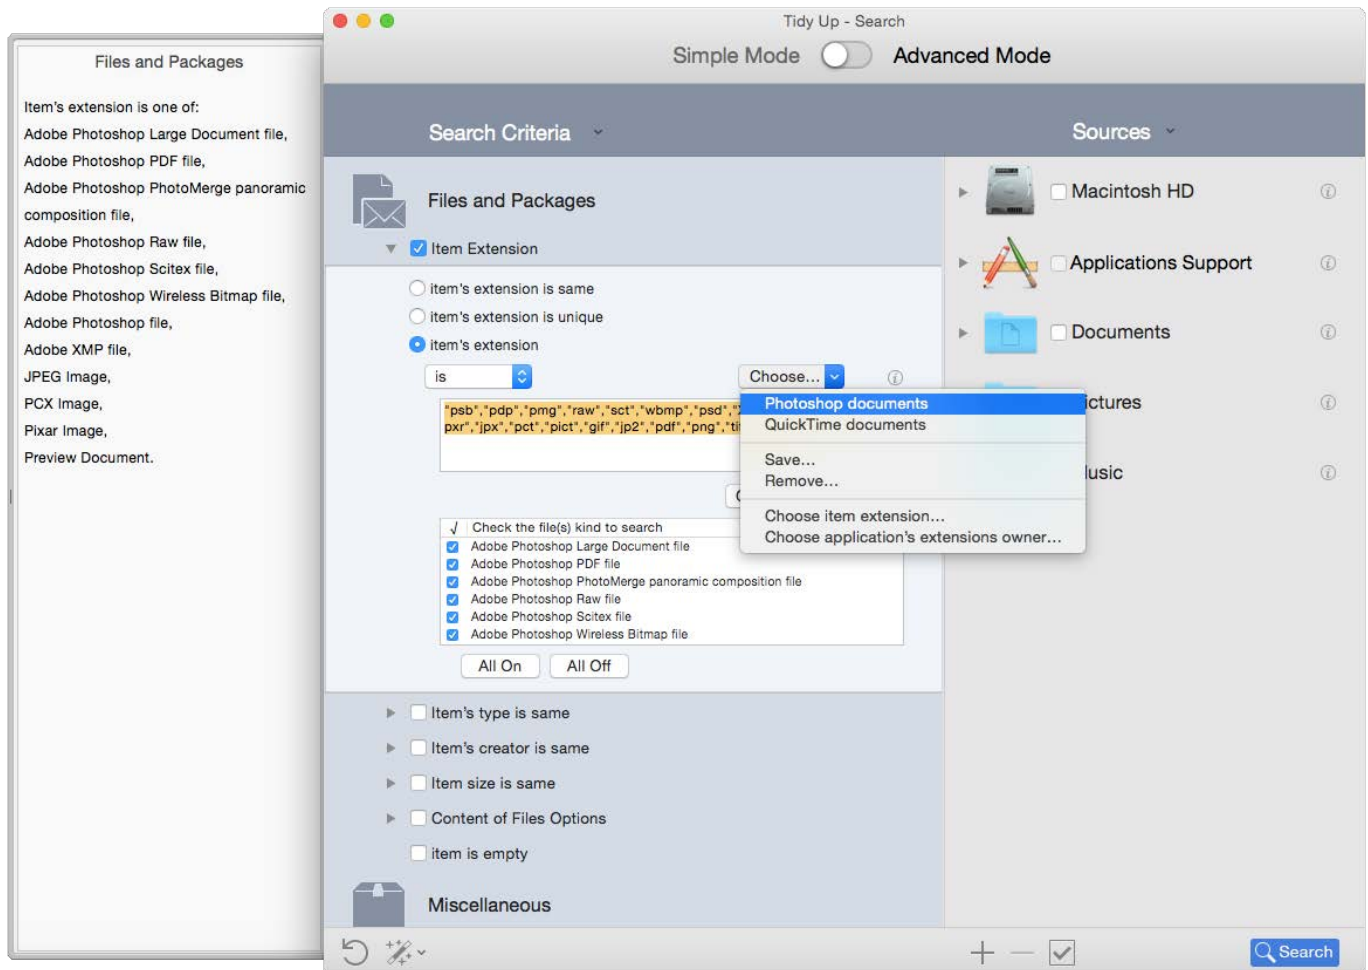 Tidy Up - Search
Simple Mode
Advanced Mode
Files and Packages
Item's extension is one of:
Adobe Photoshop Large Document file,
Adobe Photoshop PDF file,
Adobe Photoshop PhotoMerge panoramic
composition file,
Adobe Photoshop Raw file,
Adobe Photoshop Scitex file,
Adobe Photoshop Wireless Bitmap file,
Adobe Photoshop file,
Adobe XMP file,
JPEG Image,
PCX Image,
Pixar Image,
Preview Document.
Search Criteria
Files and Packages
Item Extension
item's extension is same
item's extension is unique
item's extension
is
Choose...
"psb","pdp","pmg","raw","sct","wbmp","psd",
pxr","jpx","pct","pict","gif","jp2","pdf","png",
Photoshop documents
QuickTime documents
Save...
Remove...
Choose item extension...
Choose application's extensions owner...
√ Check the file(s) kind to search
Adobe Photoshop Large Document file
Adobe Photoshop PDF file
Adobe Photoshop PhotoMerge panoramic composition file
Adobe Photoshop Raw file
Adobe Photoshop Scitex file
Adobe Photoshop Wireless Bitmap file
All On
All Off
Item's type is same
Item's creator is same
Item size is same
Content of Files Options
item is empty
Miscellaneous
Sources
Macintosh HD
Applications Support
Documents
Search